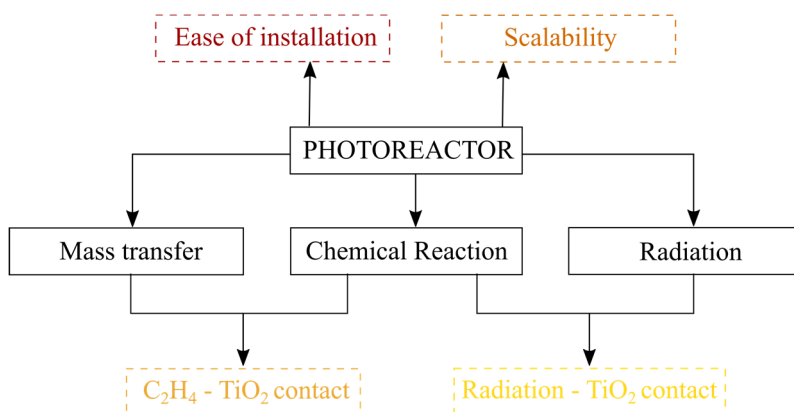 Ease of installation
Scalability
PHOTOREACTOR
Mass transfer
Chemical Reaction
Radiation
C₂H₄ - TiO₂ contact
Radiation - TiO₂ contact